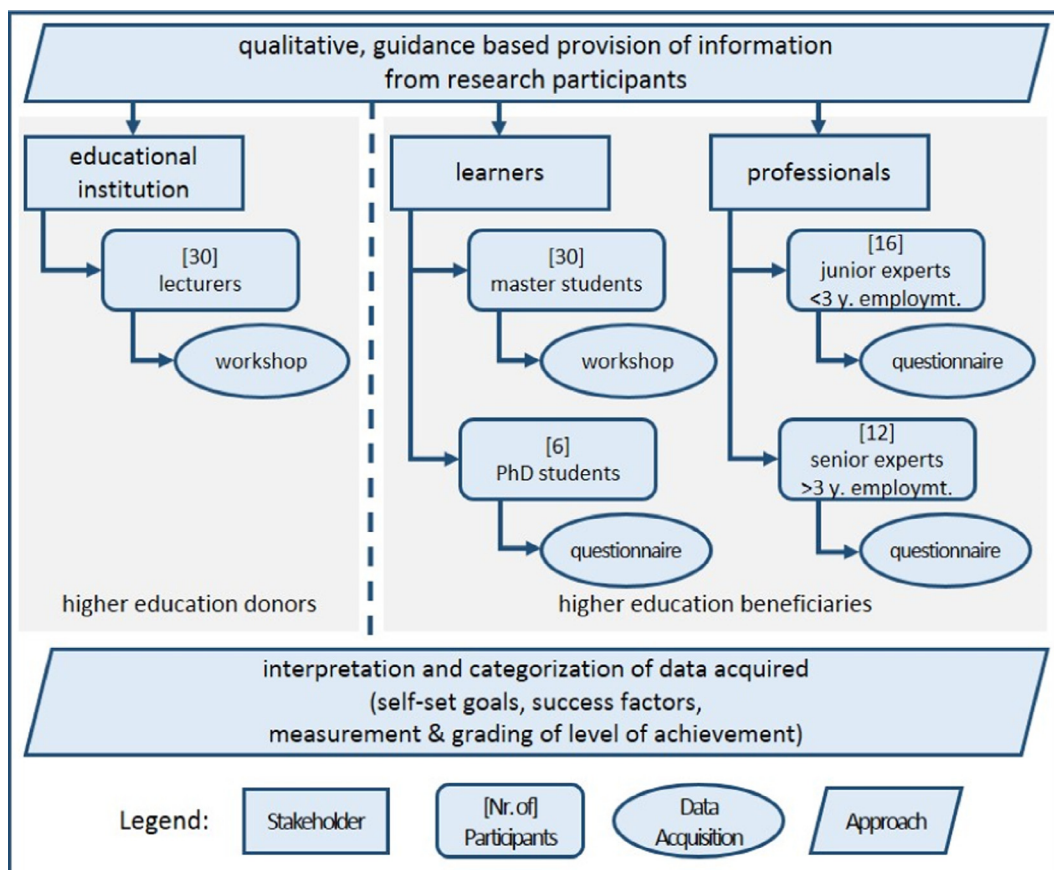 qualitative, guidance based provision of information
from research participants
educational
institution
[30]
lecturers
workshop
higher education donors
learners
[30]
master students
workshop
[6]
PhD students
questionnaire
professionals
[16]
junior experts
<3 y. employmt.
questionnaire
[12]
senior experts
>3 y. employmt.
questionnaire
higher education beneficiaries
interpretation and categorization of data acquired
(self-set goals, success factors,
measurement & grading of level of achievement)
Legend:
Stakeholder
[Nr. of]
Participants
Data
Acquisition
Approach